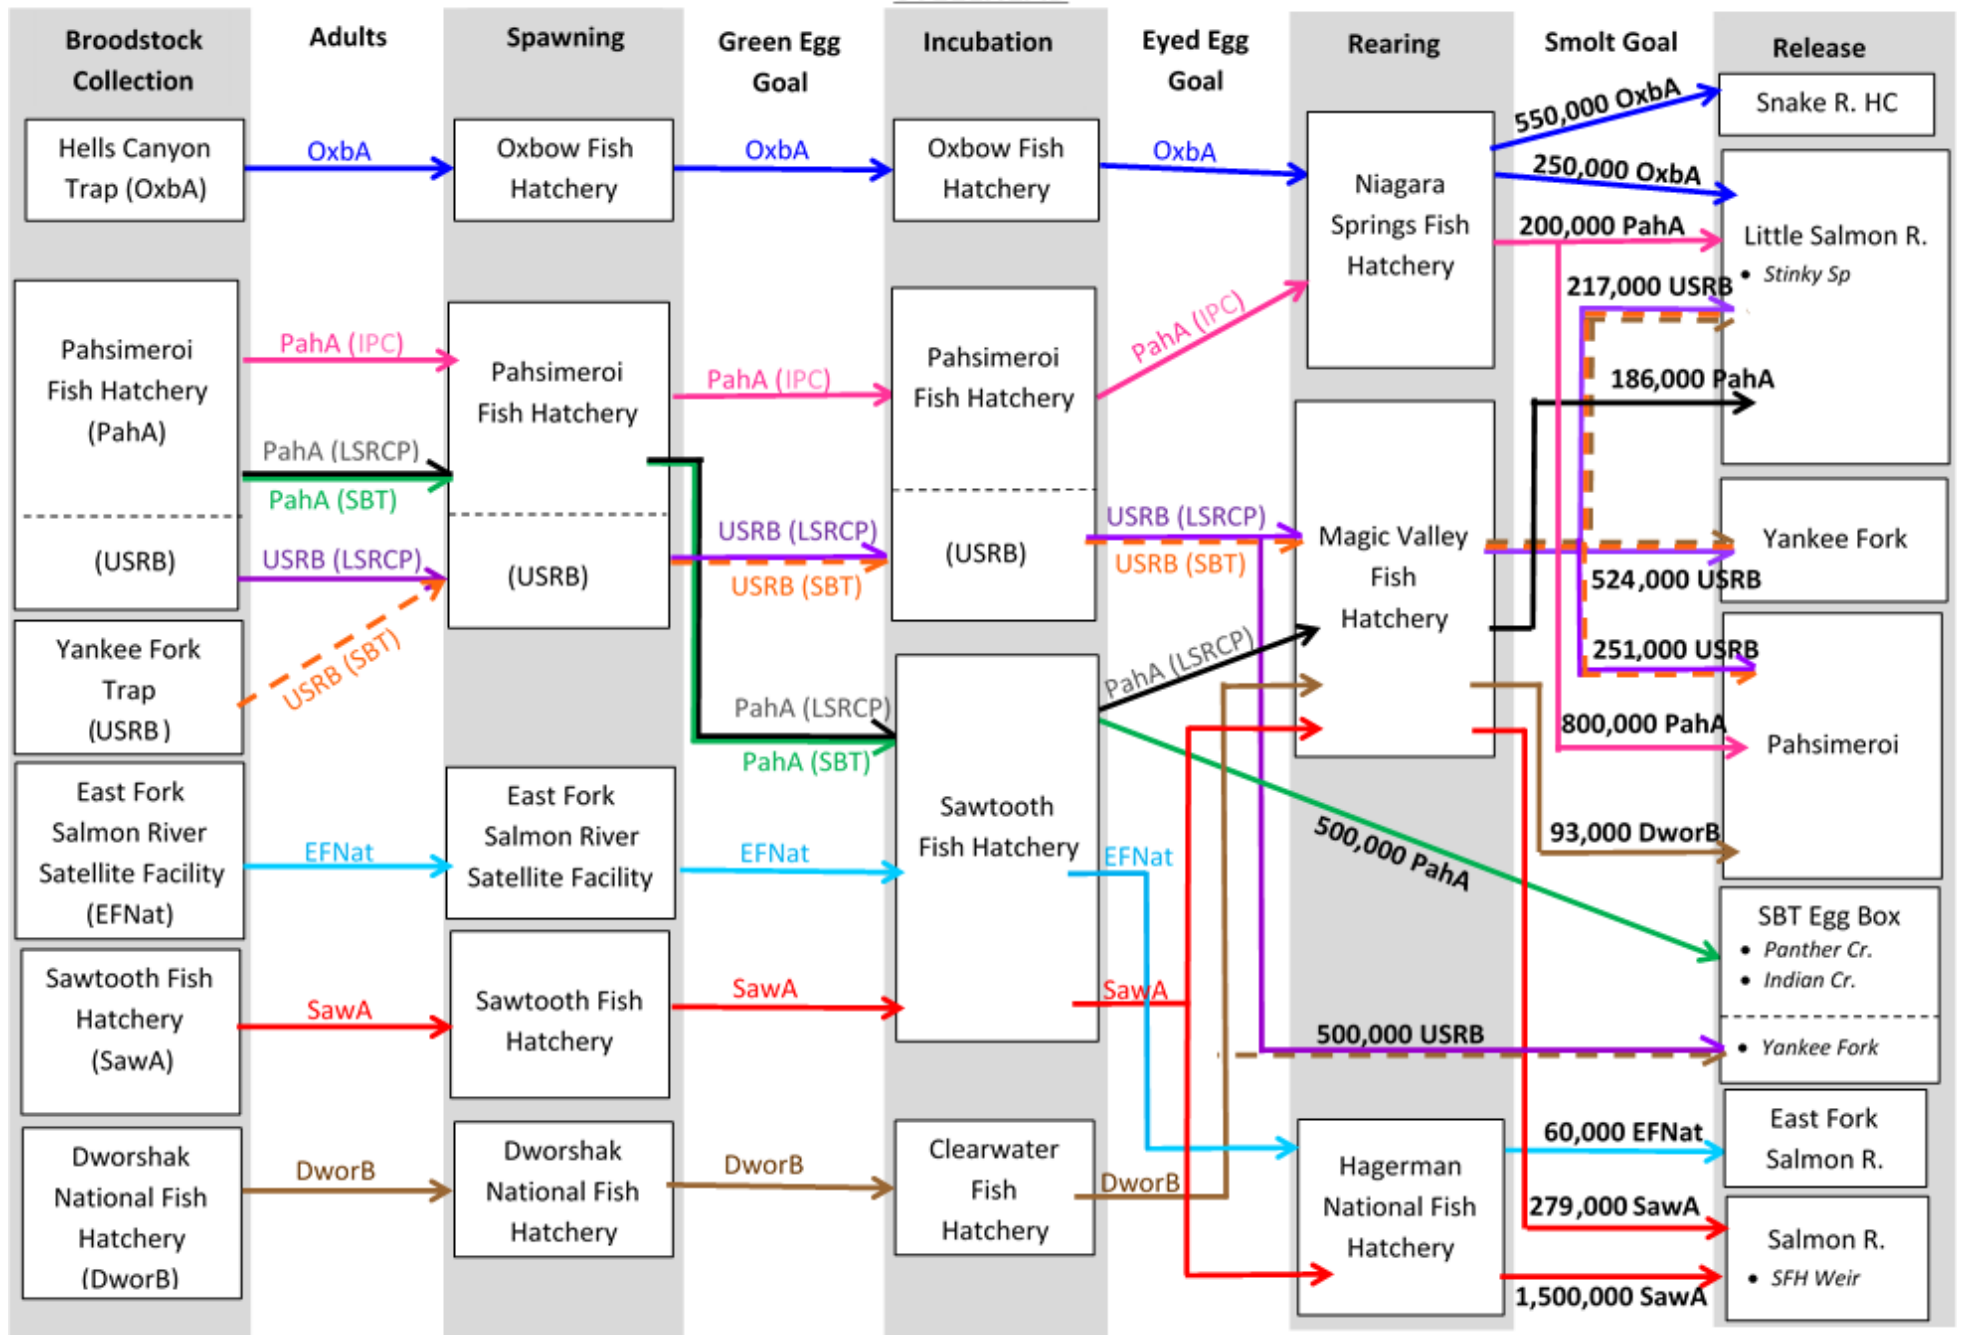 Broodstock
Collection
Adults
Spawning
Green Egg
Goal
Incubation
Eyed Egg
Goal
Rearing
Smolt Goal
Release
Hells Canyon
Trap (OxbA)
OxbA
Oxbow Fish
Hatchery
OxbA
Oxbow Fish
Hatchery
OxbA
Niagara
Springs Fish
Hatchery
550,000 OxbA
Snake R. HC
250,000 OxbA
200,000 PahA
Little Salmon R.
• Stinky Sp
217,000 USRB
186,000 PahA
Pahsimeroi
Fish Hatchery
(PahA)
(USRB)
PahA (IPC)
PahA (LSRCP)
PahA (SBT)
USRB (LSRCP)
USRB (SBT)
Pahsimeroi
Fish Hatchery
(USRB)
PahA (IPC)
USRB (LSRCP)
USRB (SBT)
PahA (LSRCP)
PahA (SBT)
Pahsimeroi
Fish Hatchery
(USRB)
PahA (IPC)
USRB (LSRCP)
USRB (SBT)
PahA (LSRCP)
Magic Valley
Fish
Hatchery
Yankee Fork
524,000 USRB
251,000 USRB
800,000 PahA
Pahsimeroi
93,000 DworB
Yankee Fork
Trap
(USRB)
East Fork
Salmon River
Satellite Facility
(EFNat)
EFNat
East Fork
Salmon River
Satellite Facility
EFNat
Sawtooth
Fish Hatchery
EFNat
500,000 PahA
SBT Egg Box
• Panther Cr.
• Indian Cr.
• Yankee Fork
500,000 USRB
Sawtooth Fish
Hatchery
(SawA)
SawA
Sawtooth Fish
Hatchery
SawA
SawA
Dworshak
National Fish
Hatchery
(DworB)
DworB
Dworshak
National Fish
Hatchery
DworB
Clearwater
Fish
Hatchery
DworB
Hagerman
National Fish
Hatchery
60,000 EFNat
East Fork
Salmon R.
279,000 SawA
1,500,000 SawA
Salmon R.
• SFH Weir